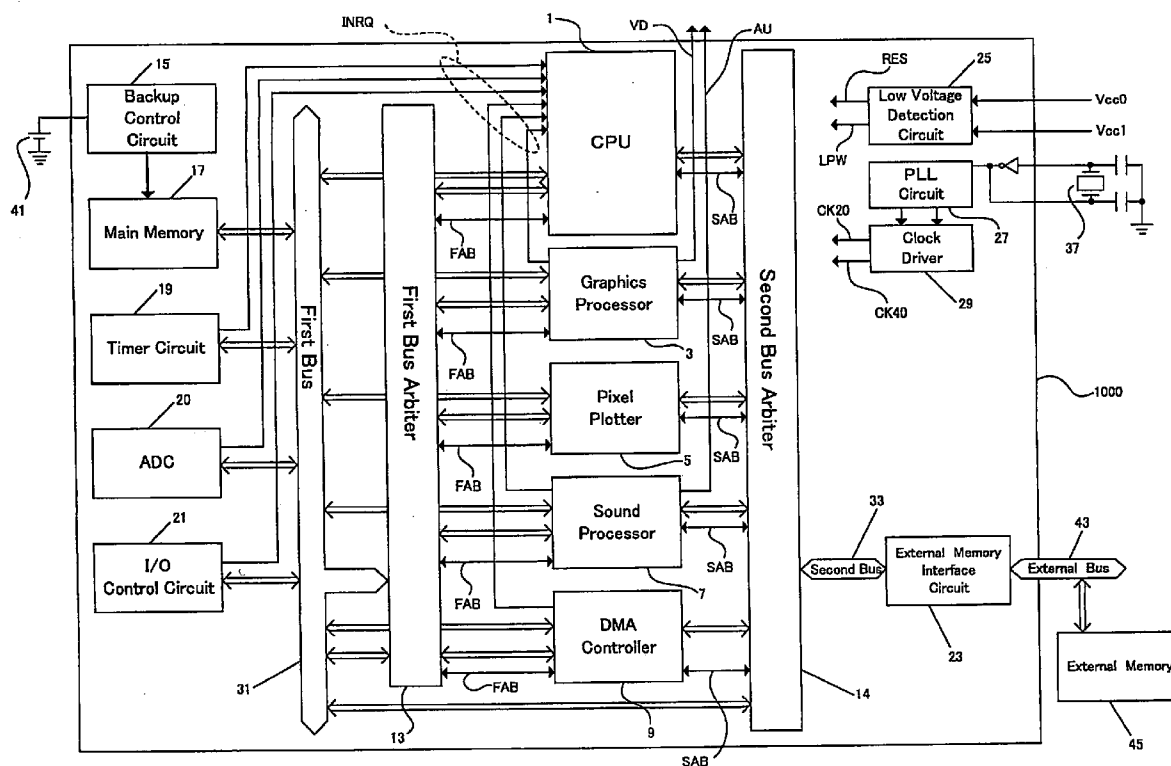 INRQ
1
VD
AU
15
Backup
Control
Circuit
41
17
Main Memory
19
Timer Circuit
20
ADC
21
I/O
Control Circuit
First Bus
31
First Bus Arbiter
13
CPU
FAB
SAB
Graphics
Processor
3
FAB
SAB
Pixel
Plotter
5
FAB
SAB
Sound
Processor
7
FAB
SAB
DMA
Controller
9
FAB
SAB
Second Bus Arbiter
14
RES
25
Low Voltage
Detection
Circuit
Vcc0
Vcc1
LPW
PLL
Circuit
27
37
CK20
Clock
Driver
29
CK40
1000
33
Second Bus
External Memory
Interface
Circuit
23
43
External Bus
External Memory
45